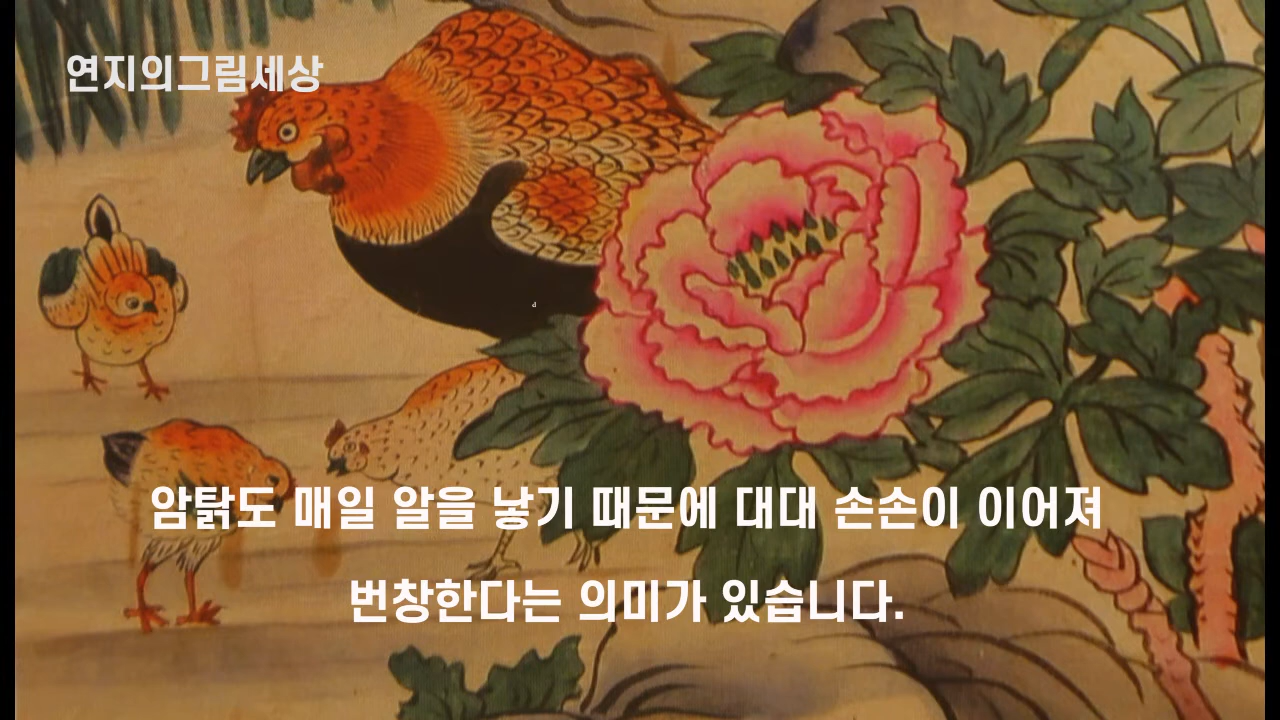 연지의그림세상
암탉도 매일 알을 낳기 때문에 대대 손손이 이어져
번창한다는 의미가 있습니다.